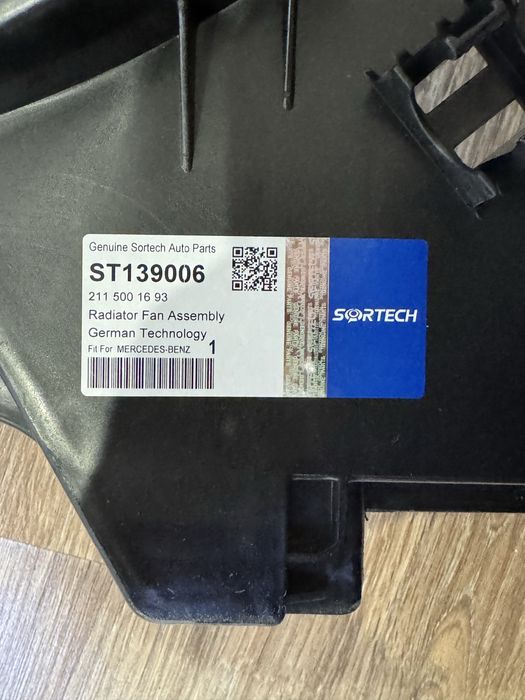 Genuine Sortech Auto Parts
ST139006
211 500 16 93
Radiator Fan Assembly
German Technology
Fit For MERCEDES-BENZ 1
SORTECH